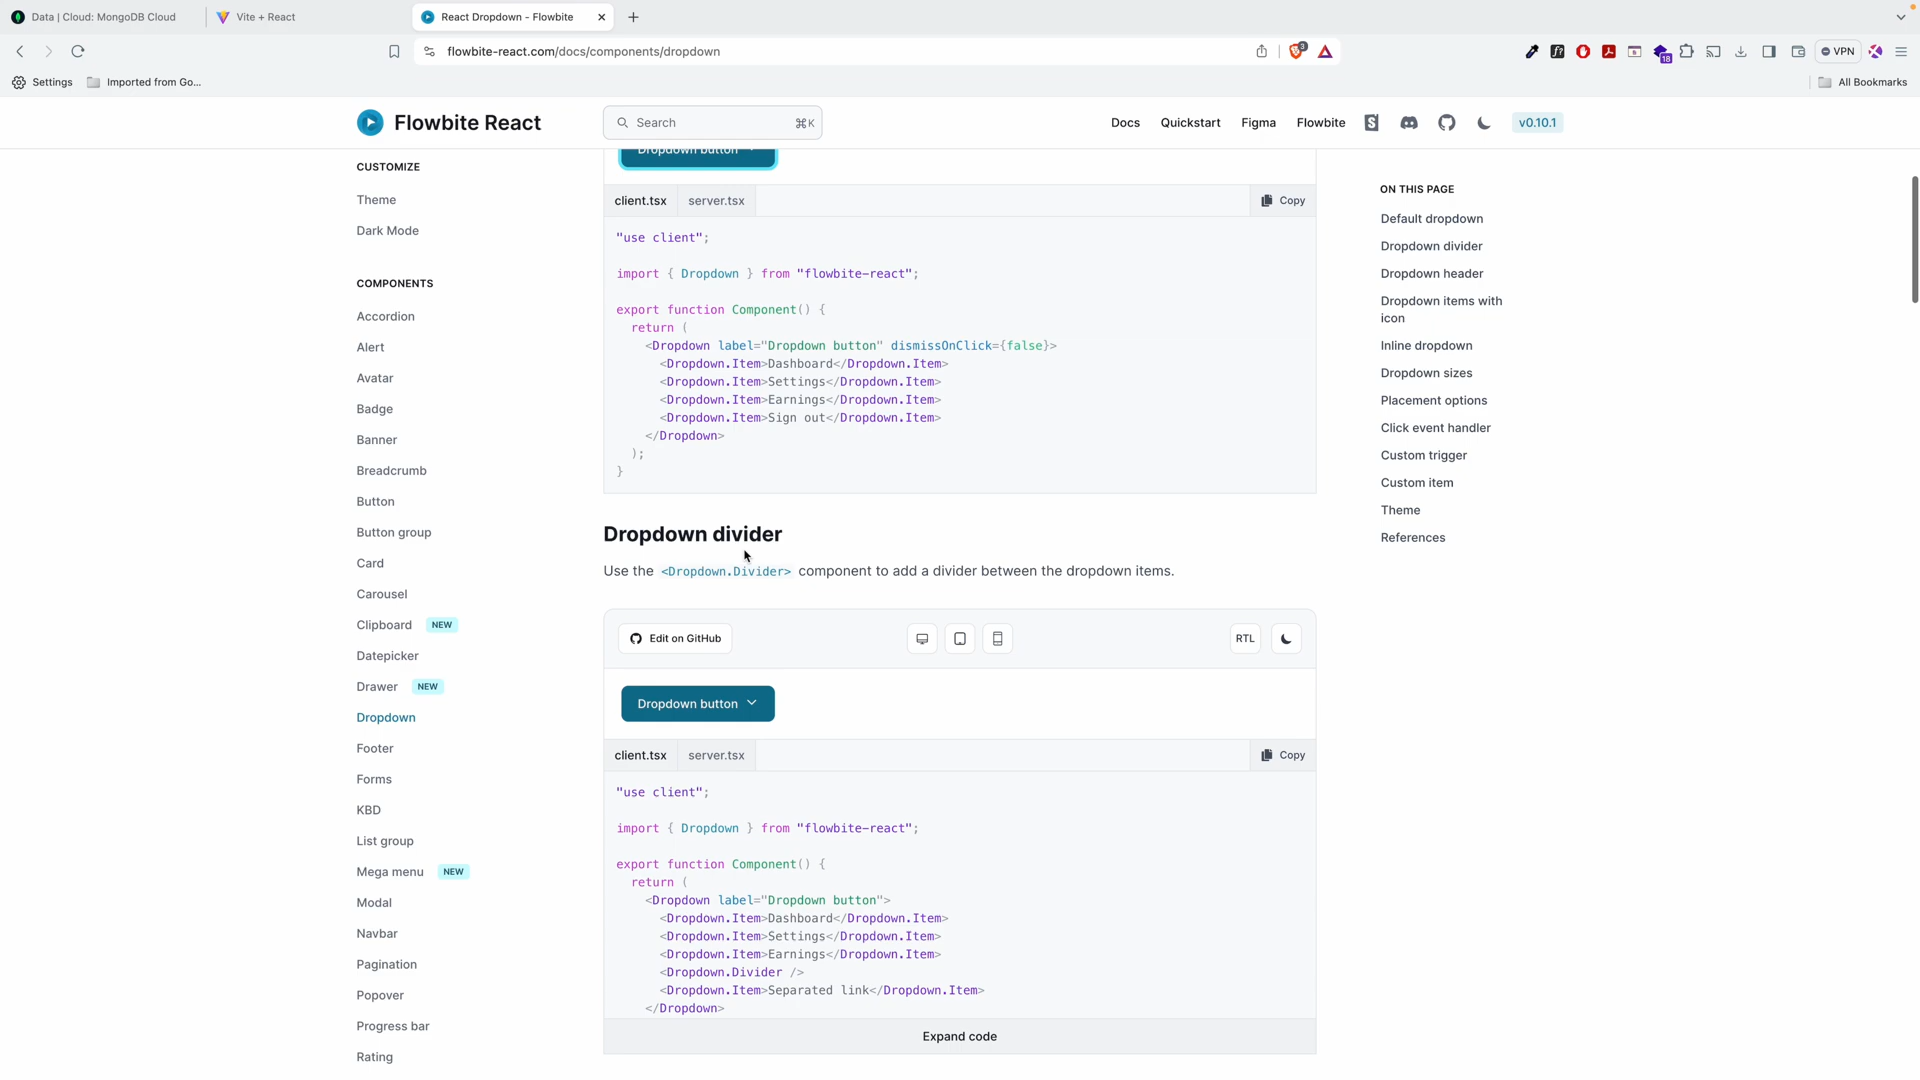 Data | Cloud: MongoDB Cloud
Vite + React
React Dropdown - Flowbite
flowbite-react.com/docs/components/dropdown
3
18
VPN
Settings
Imported from Go...
All Bookmarks
Flowbite React
Search
⌘K
Docs
Quickstart
Figma
Flowbite
v0.10.1
CUSTOMIZE
Theme
Dark Mode
COMPONENTS
Accordion
Alert
Avatar
Badge
Banner
Breadcrumb
Button
Button group
Card
Carousel
Clipboard NEW
Datepicker
Drawer NEW
Dropdown
Footer
Forms
KBD
List group
Mega menu NEW
Modal
Navbar
Pagination
Popover
Progress bar
Rating
Dropdown button
client.tsx
server.tsx
Copy
"use client";
import { Dropdown } from "flowbite-react";
export function Component() {
return (
<Dropdown label="Dropdown button" dismissOnClick={false}>
<Dropdown.Item>Dashboard</Dropdown.Item>
<Dropdown.Item>Settings</Dropdown.Item>
<Dropdown.Item>Earnings</Dropdown.Item>
<Dropdown.Item>Sign out</Dropdown.Item>
</Dropdown>
);
}
Dropdown divider
Use the <Dropdown.Divider> component to add a divider between the dropdown items.
Edit on GitHub
RTL
Dropdown button
client.tsx
server.tsx
Copy
"use client";
import { Dropdown } from "flowbite-react";
export function Component() {
return (
<Dropdown label="Dropdown button">
<Dropdown.Item>Dashboard</Dropdown.Item>
<Dropdown.Item>Settings</Dropdown.Item>
<Dropdown.Item>Earnings</Dropdown.Item>
<Dropdown.Divider />
<Dropdown.Item>Separated link</Dropdown.Item>
</Dropdown>
Expand code
ON THIS PAGE
Default dropdown
Dropdown divider
Dropdown header
Dropdown items with
icon
Inline dropdown
Dropdown sizes
Placement options
Click event handler
Custom trigger
Custom item
Theme
References